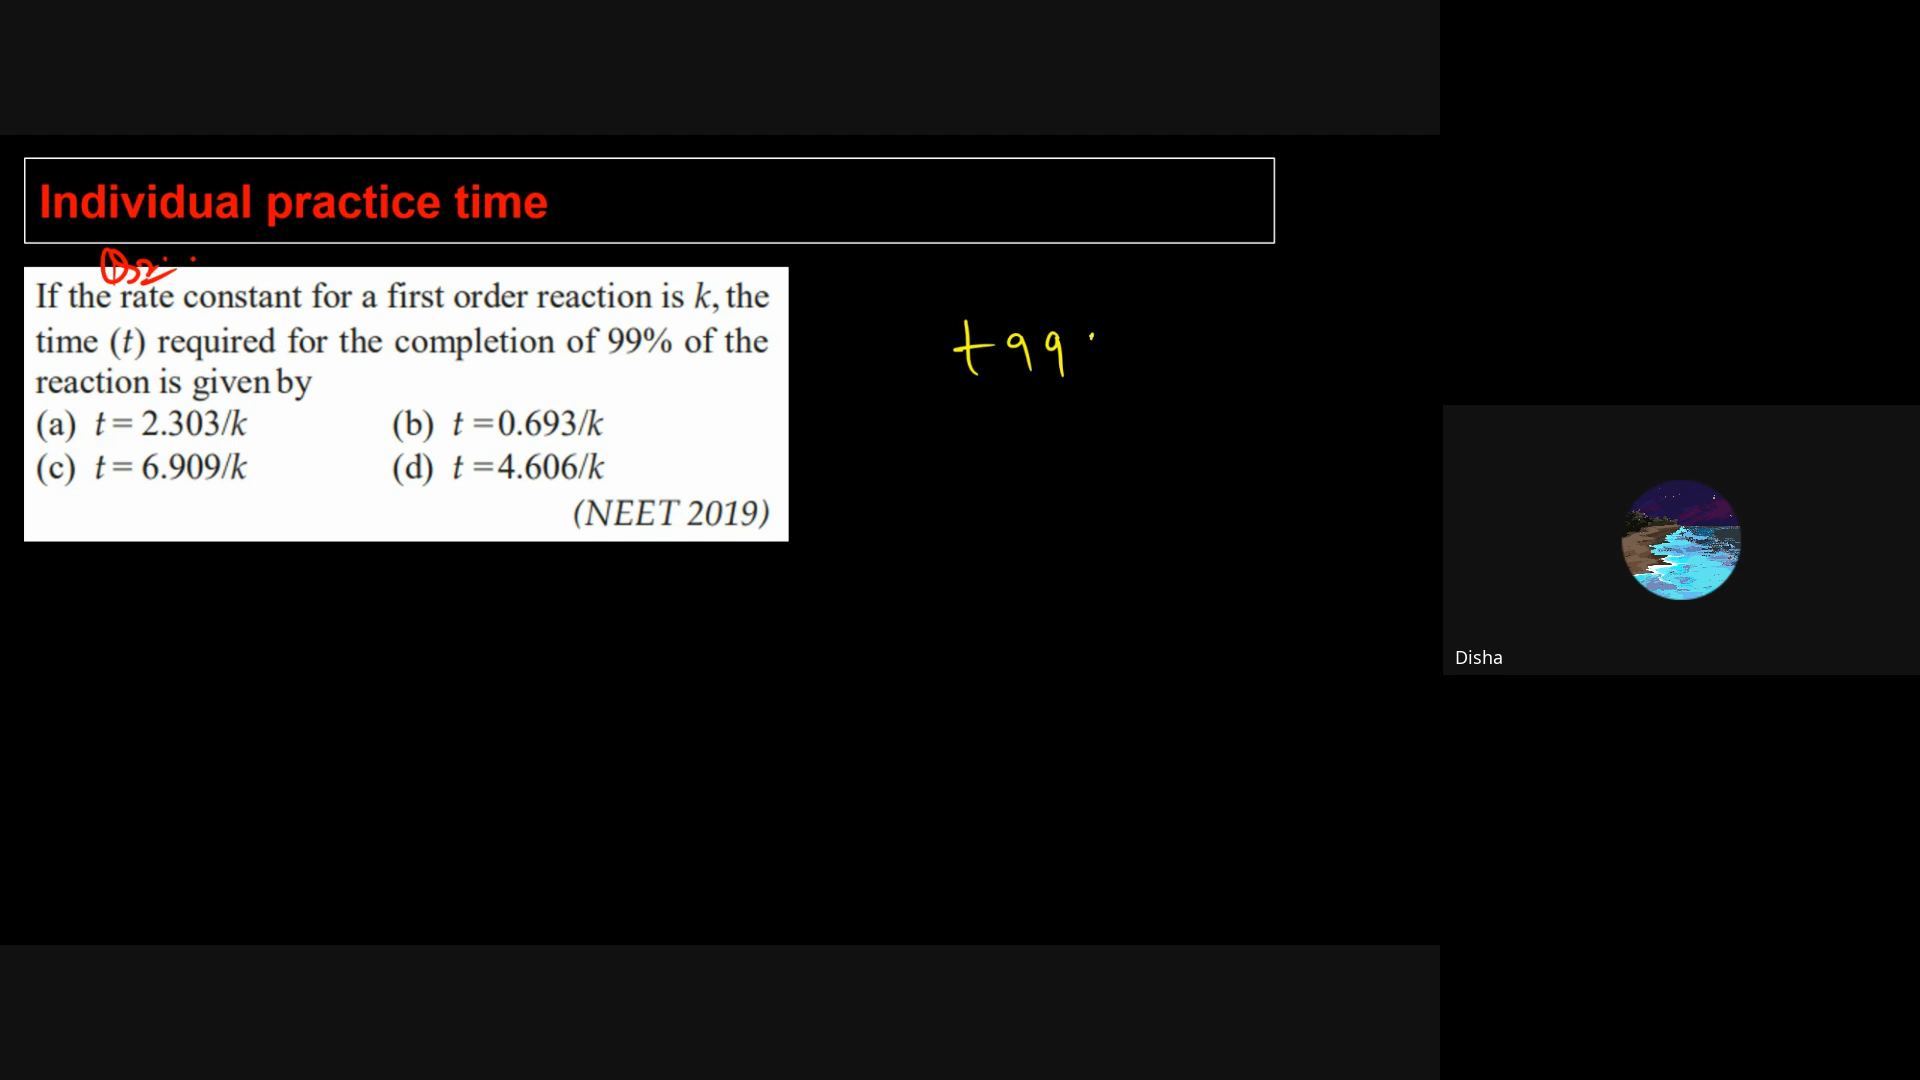 Individual practice time
If the rate constant for a first order reaction is k, the
time (t) required for the completion of 99% of the
reaction is given by
(a) t = 2.303/k (b) t = 0.693/k
(c) t = 6.909/k (d) t = 4.606/k
(NEET 2019)
t99
Disha